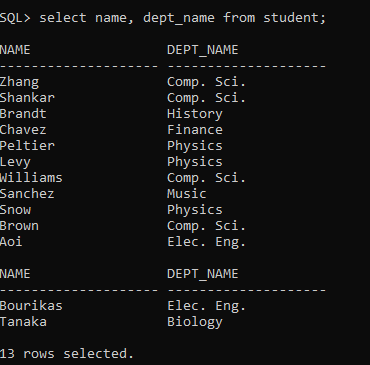 SQL> select name, dept_name from student;
NAME                 DEPT_NAME
-------------------- --------------------
Zhang                Comp. Sci.
Shankar              Comp. Sci.
Brandt               History
Chavez               Finance
Peltier              Physics
Levy                 Physics
Williams             Comp. Sci.
Sanchez              Music
Snow                 Physics
Brown                Comp. Sci.
Aoi                  Elec. Eng.
NAME                 DEPT_NAME
-------------------- --------------------
Bourikas             Elec. Eng.
Tanaka               Biology
13 rows selected.